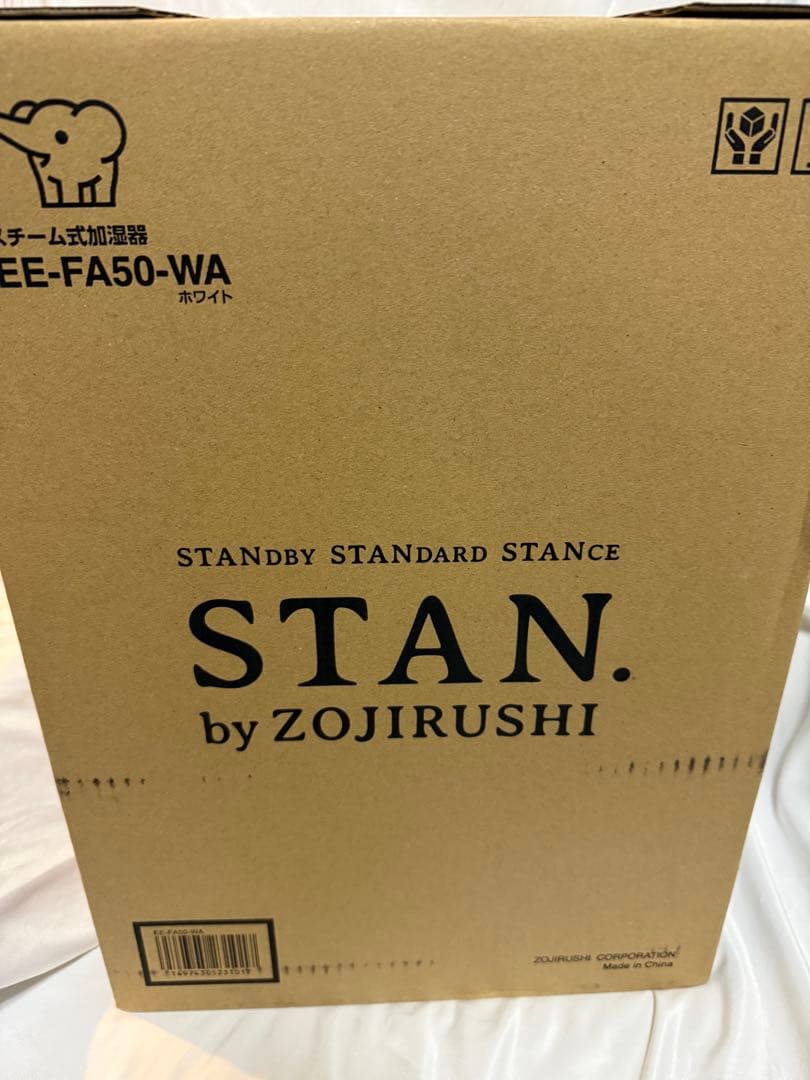 スチーム式加湿器
EE-FA50-WA
ホワイト
STANDBY STANDARD STANCE
STAN.
by ZOJIRUSHI
EE-FA50-WA
ZOJIRUSHI CORPORATION
Made in China